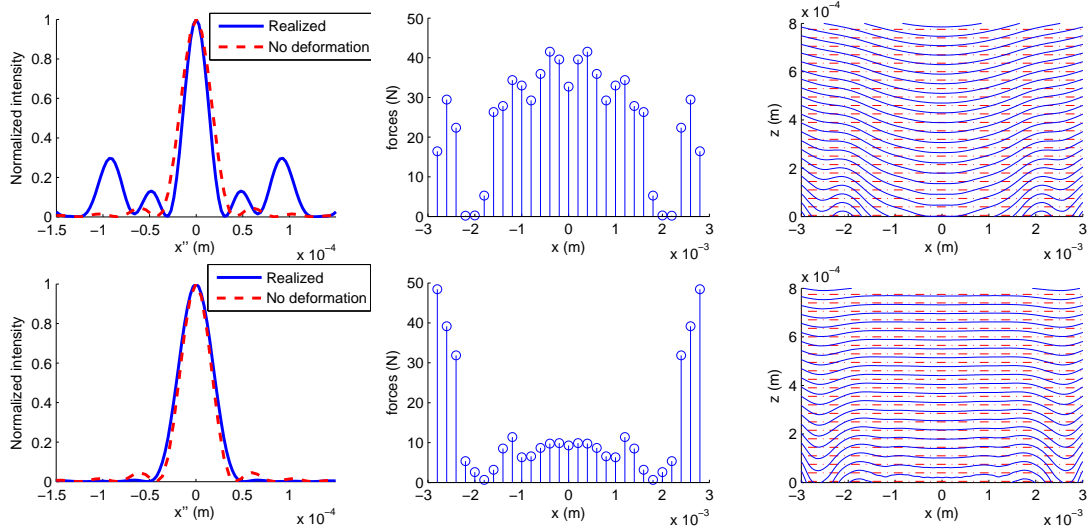 Realized
No deformation
Normalized intensity
1
0.8
0.6
0.4
0.2
0
−1.5 −1 −0.5 0 0.5 1
x'' (m)
x 10⁻⁴
forces (N)
50
40
30
20
10
0
−3 −2 −1 0 1 2 3
x (m)
x 10⁻³
x 10⁻⁴
z (m)
8
6
4
2
0
−3 −2 −1 0 1 2 3
x (m)
x 10⁻³
Realized
No deformation
Normalized intensity
1
0.8
0.6
0.4
0.2
0
−1.5 −1 −0.5 0 0.5 1
x'' (m)
x 10⁻⁴
forces (N)
50
40
30
20
10
0
−3 −2 −1 0 1 2 3
x (m)
x 10⁻³
x 10⁻⁴
z (m)
8
6
4
2
0
−3 −2 −1 0 1 2 3
x (m)
x 10⁻³